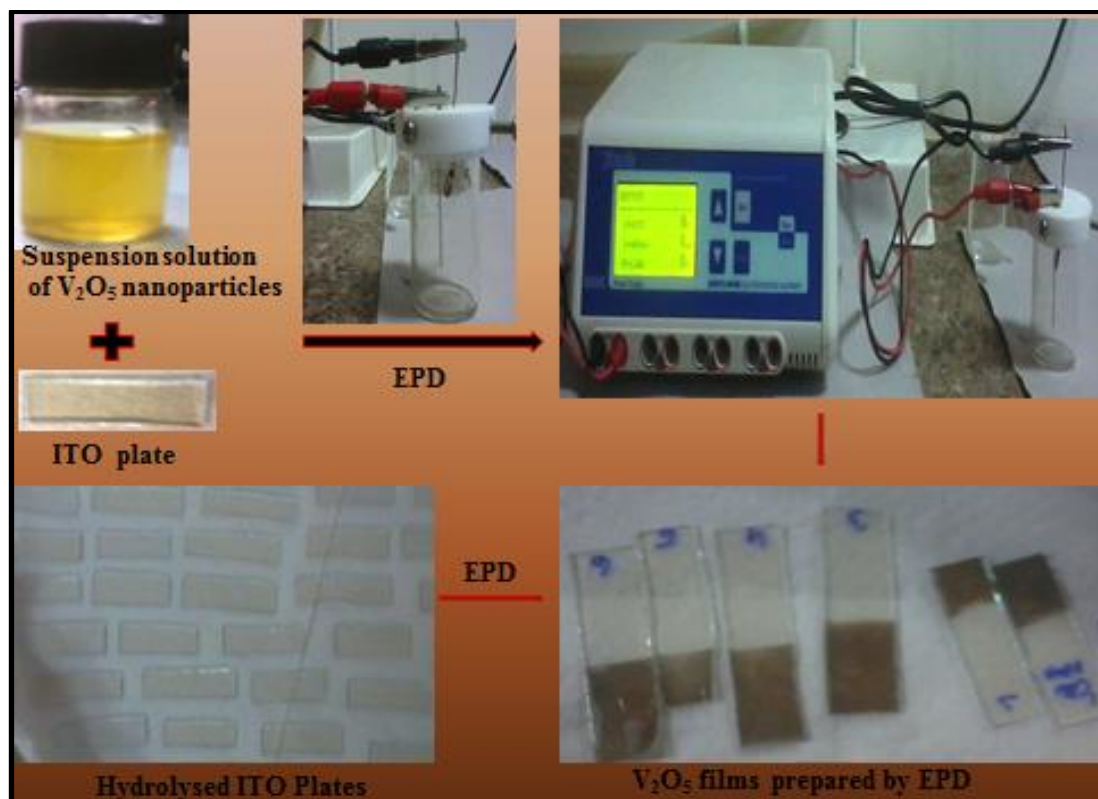 Suspension solution
of V₂O₅ nanoparticles
ITO plate
EPD
EPD
Hydrolysed ITO Plates
V₂O₅ films prepared by EPD